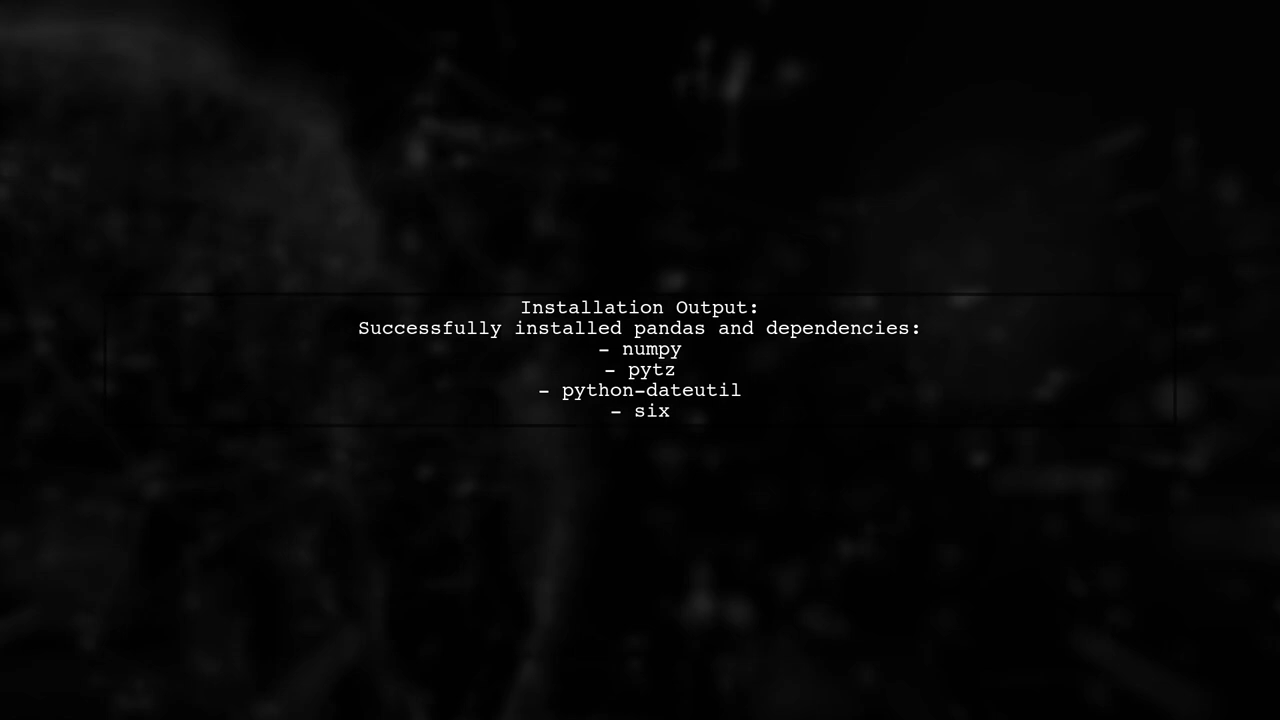 Installation Output:
Successfully installed pandas and dependencies:
- numpy
- pytz
- python-dateutil
- six